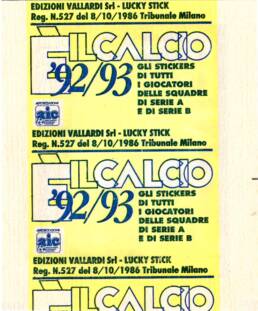 EDIZIONI VALLARDI Srl - LUCKY STICK
Reg. N.527 del 8/10/1986 Tribunale Milano
È IL CALCIO
'92/93
GLI STICKERS
DI TUTTI
I GIOCATORI
DELLE SQUADRE
DI SERIE A
E DI SERIE B
EDIZIONI VALLARDI Srl - LUCKY STICK
Reg. N.527 del 8/10/1986 Tribunale Milano
È IL CALCIO
'92/93
GLI STICKERS
DI TUTTI
I GIOCATORI
DELLE SQUADRE
DI SERIE A
E DI SERIE B
aic
EDIZIONI VALLARDI Srl - LUCKY STICK
Reg. N.527 del 8/10/1986 Tribunale Milano
È IL CALCIO